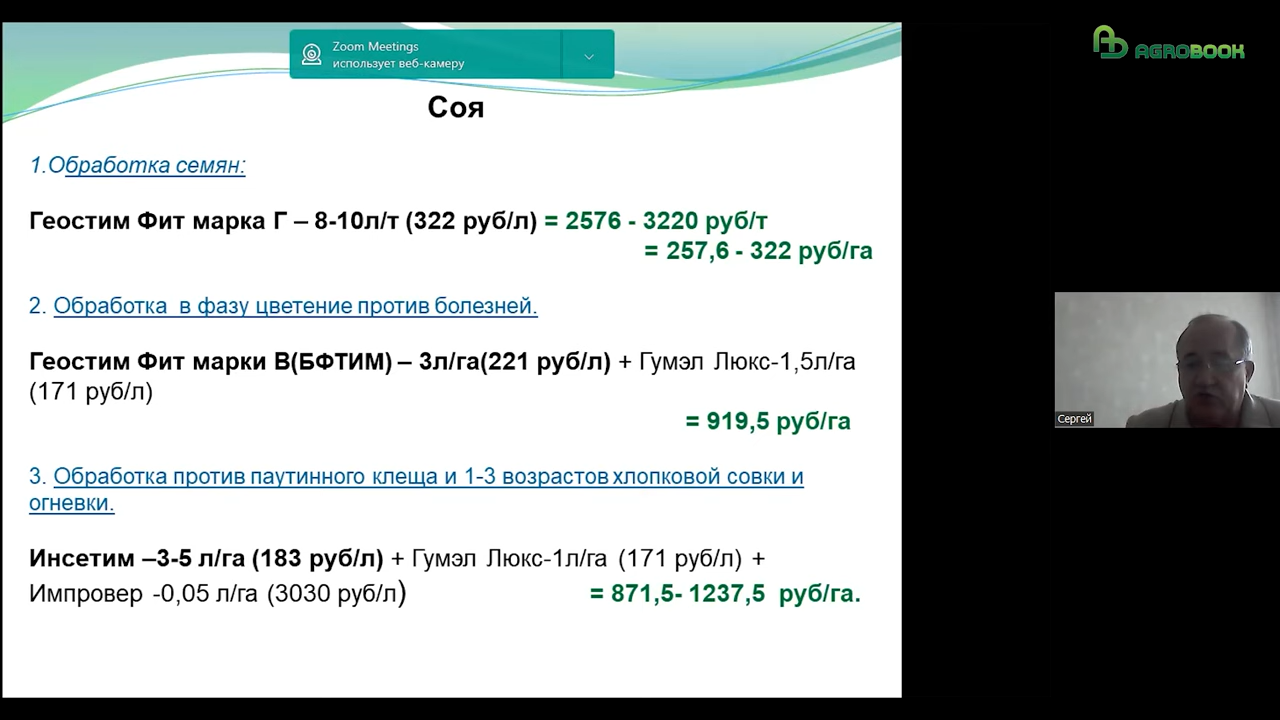 Zoom Meetings
использует веб-камеру
AGROBOOK
Соя
1.Обработка семян:
Геостим Фит марка Г – 8-10л/т (322 руб/л) = 2576 - 3220 руб/т
= 257,6 - 322 руб/га
2. Обработка в фазу цветение против болезней.
Геостим Фит марки В(БФТИМ) – 3л/га(221 руб/л) + Гумэл Люкс-1,5л/га
(171 руб/л)
= 919,5 руб/га
3. Обработка против паутинного клеща и 1-3 возрастов хлопковой совки и
огневки.
Инсетим –3-5 л/га (183 руб/л) + Гумэл Люкс-1л/га (171 руб/л) +
Импровер -0,05 л/га (3030 руб/л) = 871,5- 1237,5 руб/га.
Сергей